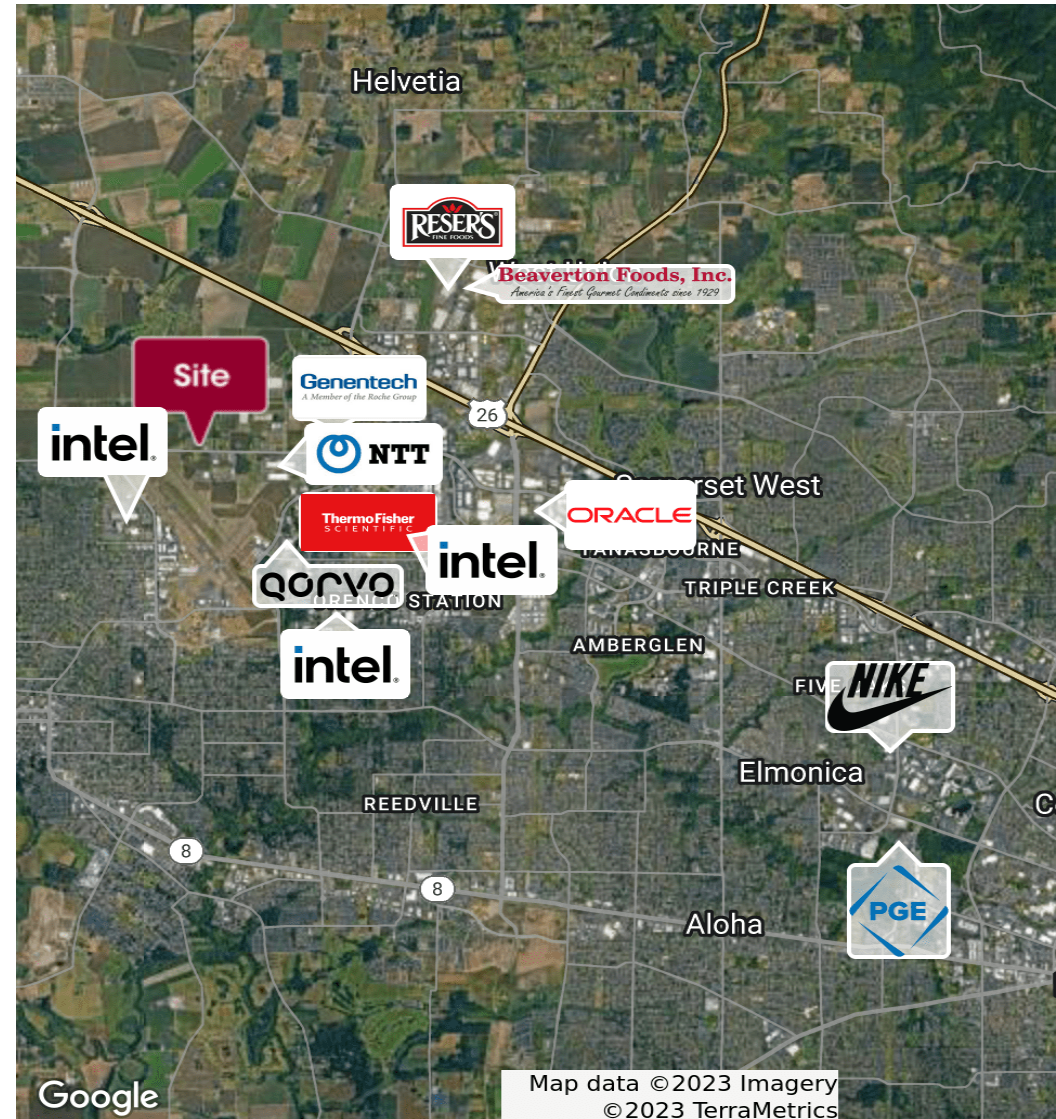 Helvetia
RESER'S
FINE FOODS
Beaverton Foods, Inc.
America's Finest Gourmet Condiments since 1929
Site
Genentech
A Member of the Roche Group
26
intel.
NTT
Somerset West
ThermoFisher
SCIENTIFIC
ORACLE
TANASBOURNE
intel.
TRIPLE CREEK
QORVO
ORENCO STATION
AMBERGLEN
intel.
FIVE
NIKE
Elmonica
REEDVILLE
8
8
PGE
Aloha
Google
Map data ©2023 Imagery
©2023 TerraMetrics